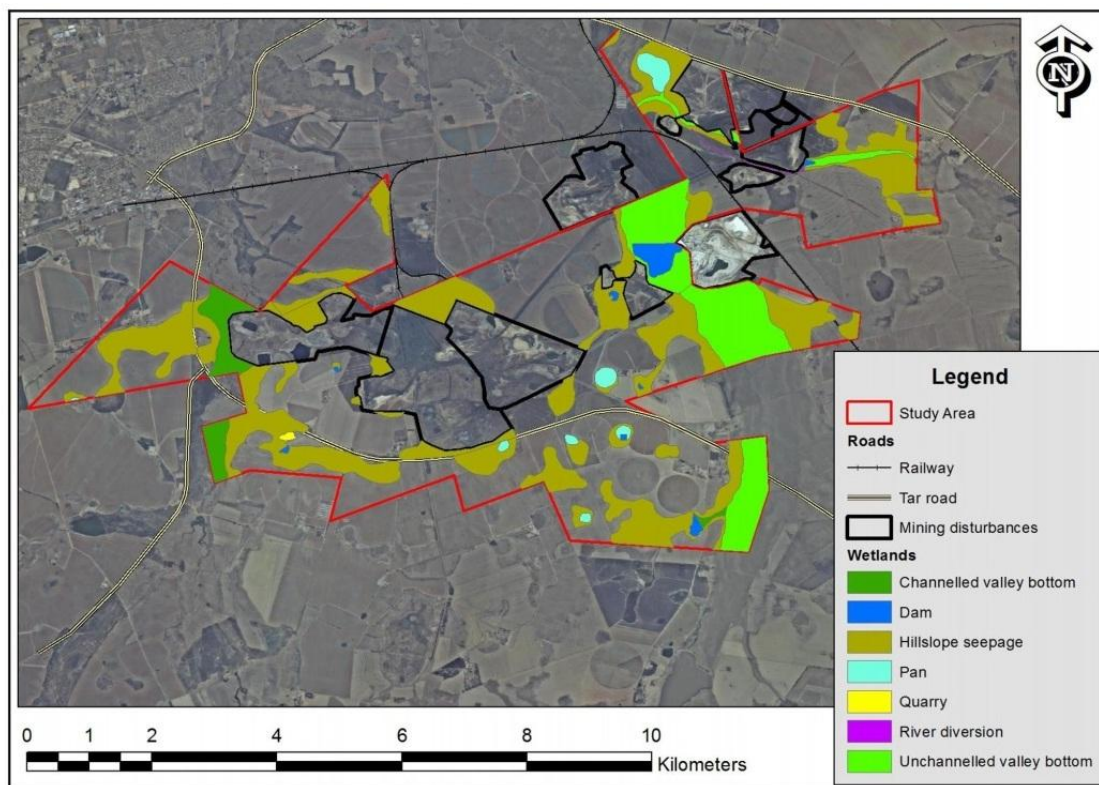 N
Legend
Study Area
Roads
Railway
Tar road
Mining disturbances
Wetlands
Channelled valley bottom
Dam
Hillslope seepage
Pan
Quarry
River diversion
Unchannelled valley bottom
0 1 2 4 6 8 10
Kilometers